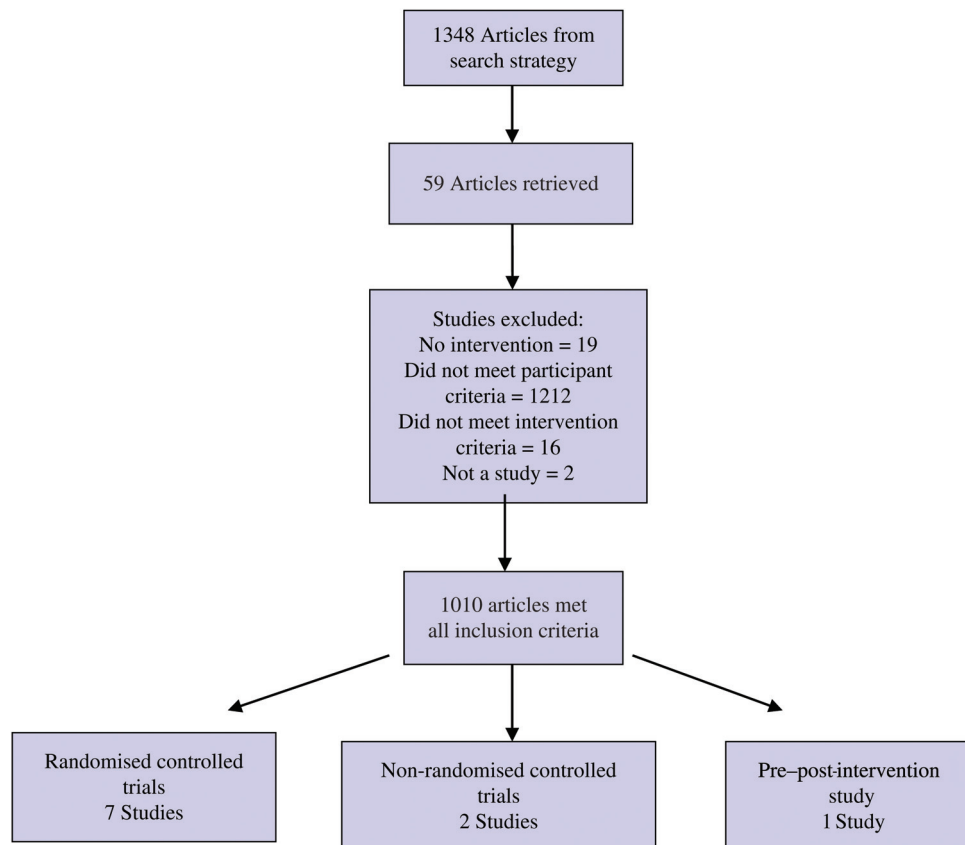 1348 Articles from
search strategy
59 Articles retrieved
Studies excluded:
No intervention = 19
Did not meet participant
criteria = 1212
Did not meet intervention
criteria = 16
Not a study = 2
1010 articles met
all inclusion criteria
Randomised controlled
trials
7 Studies
Non-randomised controlled
trials
2 Studies
Pre–post-intervention
study
1 Study